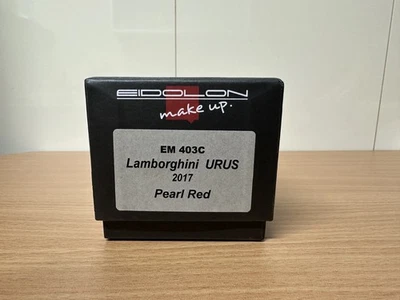 EIDOLON
make up.
EM 403C
Lamborghini URUS
2017
Pearl Red